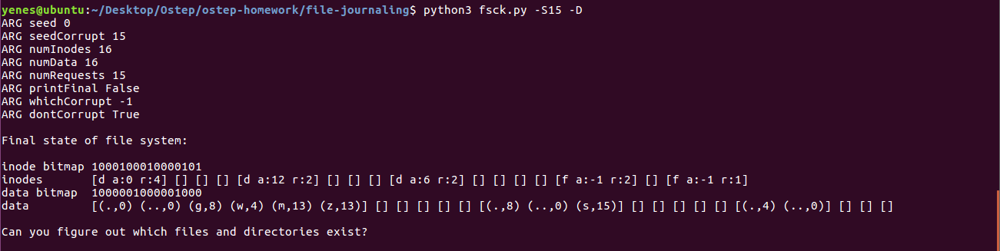 yenes@ubuntu:~/Desktop/Ostep/ostep-homework/file-journaling$ python3 fsck.py -S15 -D
ARG seed 0
ARG seedCorrupt 15
ARG numInodes 16
ARG numData 16
ARG numRequests 15
ARG printFinal False
ARG whichCorrupt -1
ARG dontCorrupt True
Final state of file system:
inode bitmap 1000100010000101
inodes       [d a:0 r:4] [] [] [] [d a:12 r:2] [] [] [] [d a:6 r:2] [] [] [] [] [f a:-1 r:2] [] [f a:-1 r:1]
data bitmap  1000001000001000
data         [(.,0) (..,0) (g,8) (w,4) (m,13) (z,13)] [] [] [] [] [] [(.,8) (..,0) (s,15)] [] [] [] [] [] [(.,4) (..,0)] [] [] []
Can you figure out which files and directories exist?